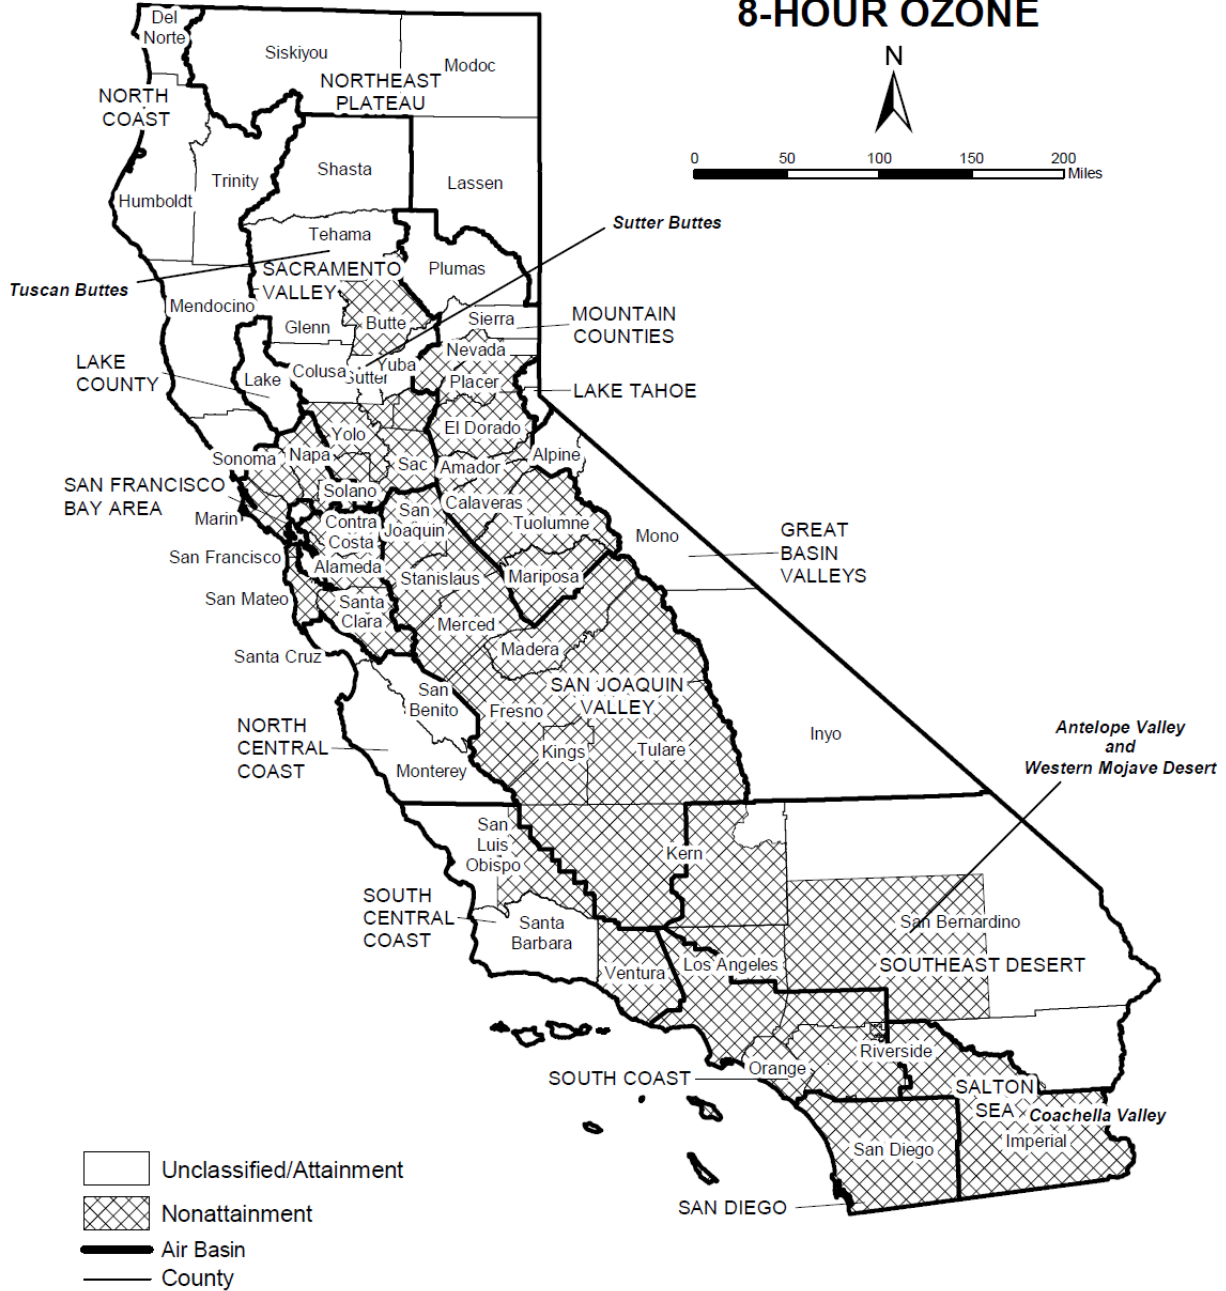 8-HOUR OZONE
N
0 50 100 150 200
Miles
Del
Norte
Siskiyou
Modoc
NORTHEAST
PLATEAU
NORTH
COAST
Shasta
Trinity
Lassen
Humboldt
Sutter Buttes
Tehama
SACRAMENTO
VALLEY
Plumas
Tuscan Buttes
Mendocino
Glenn
Butte
Sierra
MOUNTAIN
COUNTIES
Nevada
LAKE
COUNTY
Lake
Colusa
Sutter
Yuba
Placer
LAKE TAHOE
Yolo
El Dorado
Sonoma
Napa
Sac
Amador
Alpine
SAN FRANCISCO
BAY AREA
Solano
Calaveras
Marin
Contra
Costa
San
Joaquin
Tuolumne
Mono
GREAT
BASIN
VALLEYS
San Francisco
Alameda
Stanislaus
Mariposa
San Mateo
Santa
Clara
Merced
Santa Cruz
Madera
San
Benito
SAN JOAQUIN
VALLEY
Fresno
NORTH
CENTRAL
COAST
Kings
Tulare
Inyo
Antelope Valley
and
Western Mojave Desert
Monterey
San
Luis
Obispo
Kern
SOUTH
CENTRAL
COAST
Santa
Barbara
San Bernardino
Ventura
Los Angeles
SOUTHEAST DESERT
Riverside
Orange
SOUTH COAST
SALTON
SEA
Coachella Valley
San Diego
Imperial
SAN DIEGO
Unclassified/Attainment
Nonattainment
Air Basin
County